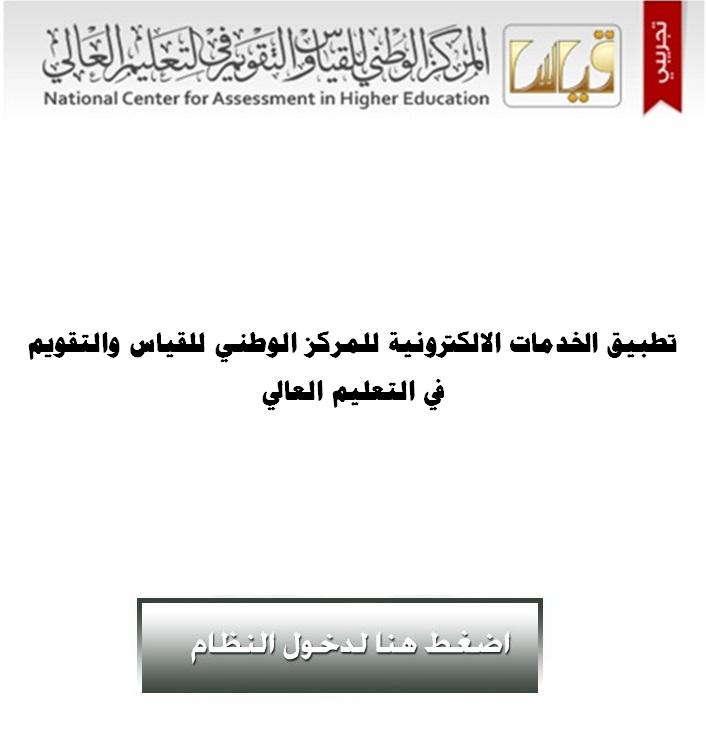 تجريبي
قياس
المركز الوطني للقياس والتقويم في التعليم العالي
National Center for Assessment in Higher Education
تطبيق الخدمات الالكترونية للمركز الوطني للقياس والتقويم
في التعليم العالي
اضغط هنا لدخول النظام